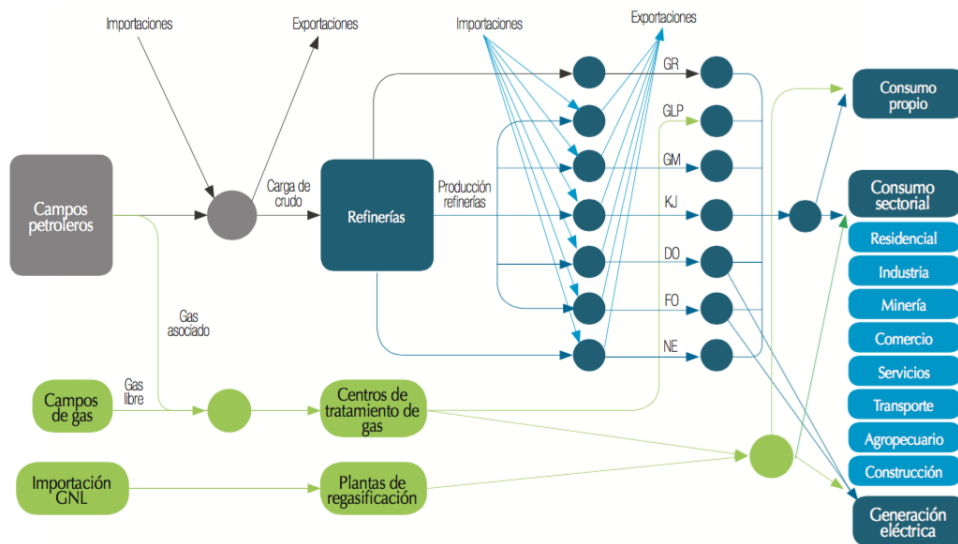 Importaciones
Exportaciones
Importaciones
Exportaciones
GR
GLP
GM
KJ
DO
FO
NE
Campos
petroleros
Carga de
crudo
Refinerías
Producción
refinerías
Gas
asociado
Gas
libre
Campos
de gas
Centros de
tratamiento de
gas
Importación
GNL
Plantas de
regasificación
Consumo
propio
Consumo
sectorial
Residencial
Industria
Minería
Comercio
Servicios
Transporte
Agropecuario
Construcción
Generación
eléctrica